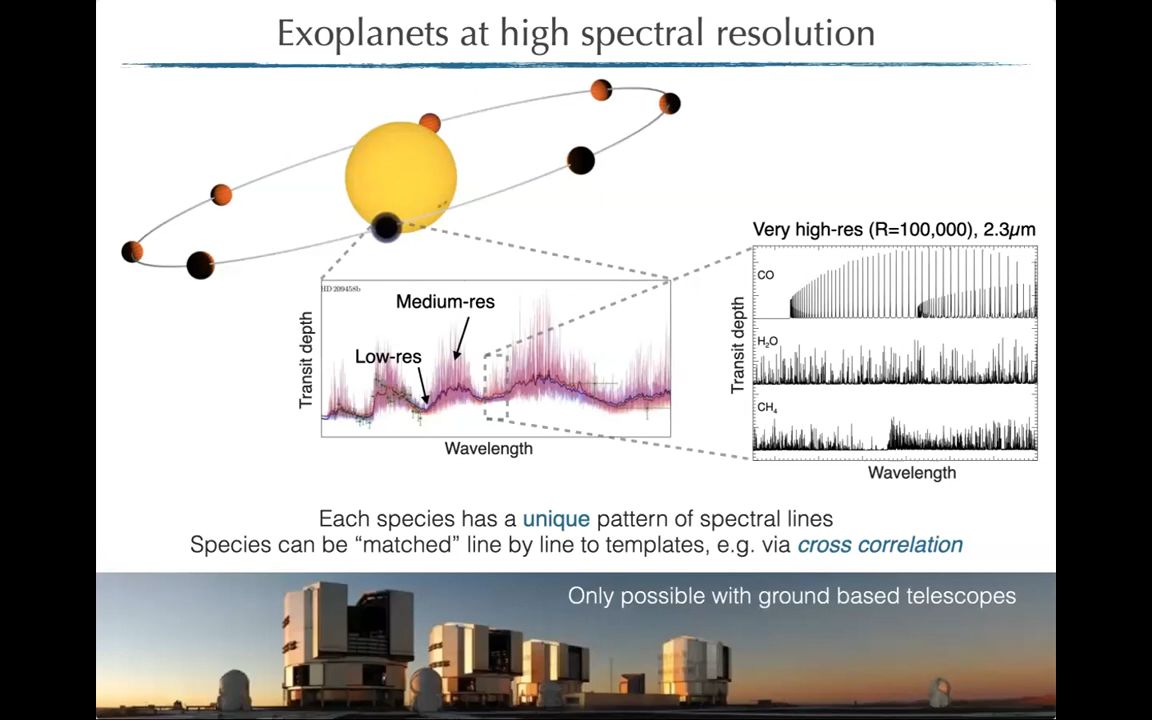 Exoplanets at high spectral resolution
Very high-res (R=100,000), 2.3μm
HD 209458b
Medium-res
Low-res
Transit depth
Wavelength
CO
H₂O
CH₄
Transit depth
Wavelength
Each species has a unique pattern of spectral lines
Species can be “matched” line by line to templates, e.g. via cross correlation
Only possible with ground based telescopes